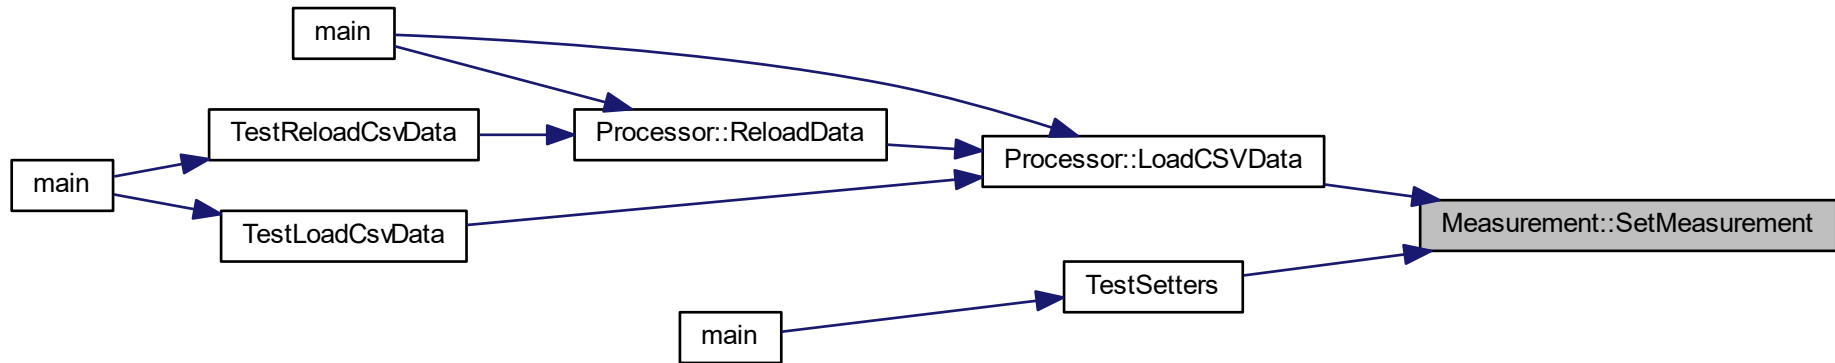 main
TestReloadCsvData
Processor::ReloadData
Processor::LoadCSVData
main
Measurement::SetMeasurement
TestLoadCsvData
TestSetters
main